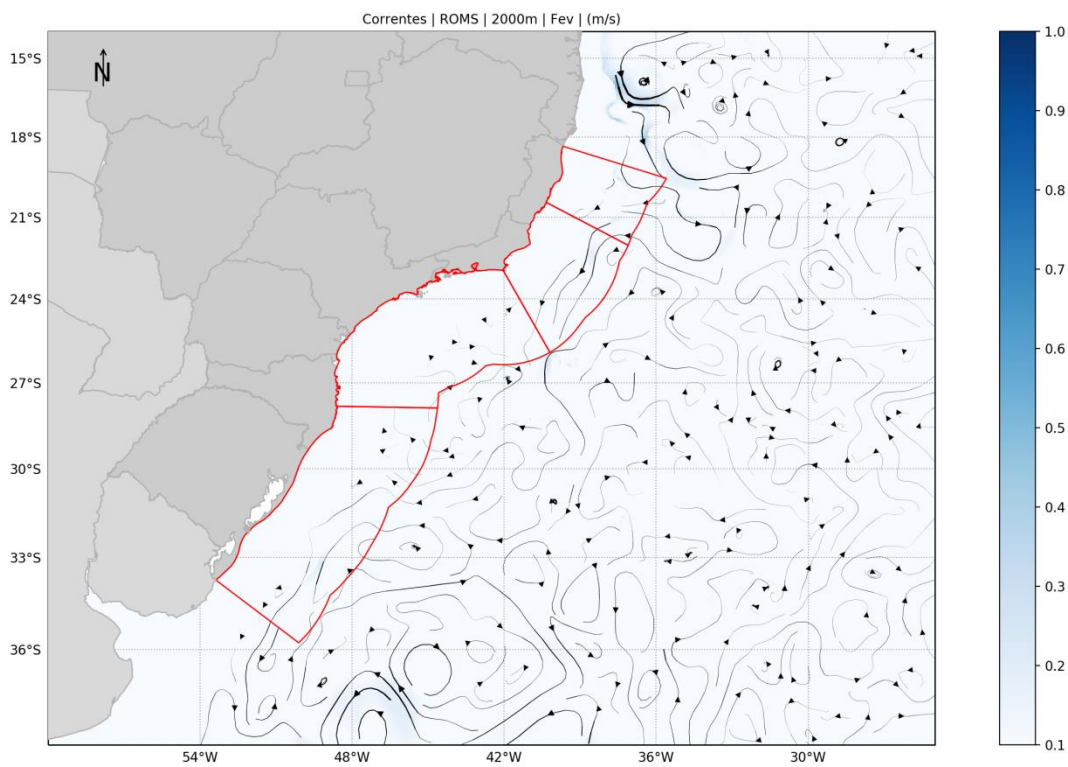 Correntes | ROMS | 2000m | Fev | (m/s)
N
15°S
18°S
21°S
24°S
27°S
30°S
33°S
36°S
54°W
48°W
42°W
36°W
30°W
1.0
0.9
0.8
0.7
0.6
0.5
0.4
0.3
0.2
0.1